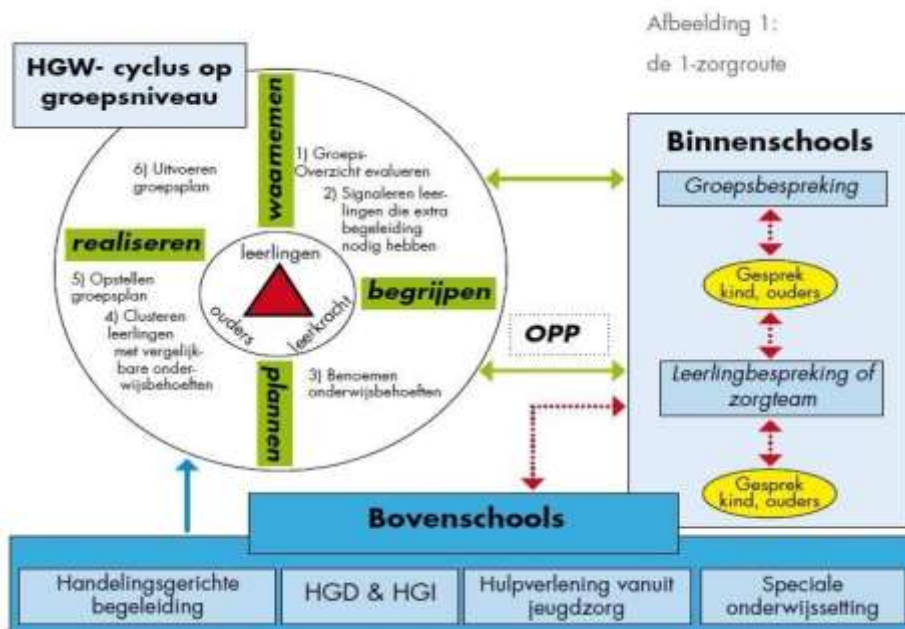 Afbeelding 1:
de 1-zorgroute
HGW- cyclus op
groepsniveau
waarnemen
1) Groeps-
Overzicht evalueren
2) Signaleren leer-
lingen die extra
begeleiding
nodig hebben
begrijpen
3) Benoemen
onderwijsbehoeften
plannen
4) Clusteren
leerlingen
met vergelijk-
bare onder-
wijsbehoeften
5) Opstellen
groepsplan
realiseren
6) Uitvoeren
groepsplan
leerlingen
ouders
leerkracht
OPP
Binnenschools
Groepsbespreking
Gesprek
kind, ouders
Leerlingbespreking of
zorgteam
Gesprek
kind, ouders
Bovenschools
Handelingsgerichte
begeleiding
HGD & HGI
Hulpverlening vanuit
jeugdzorg
Speciale
onderwijssetting